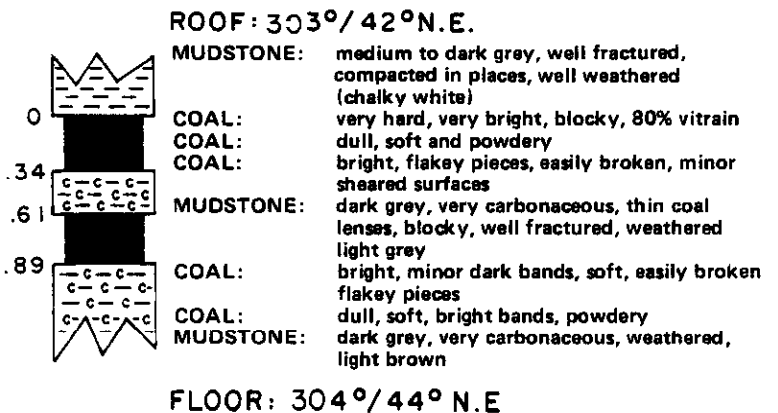 ROOF: 303°/42°N.E.
MUDSTONE: medium to dark grey, well fractured,
compacted in places, well weathered
(chalky white)
0
COAL: very hard, very bright, blocky, 80% vitrain
COAL: dull, soft and powdery
COAL: bright, flakey pieces, easily broken, minor
.34
sheared surfaces
C-C-C-
C-C-C
C-C-C-
MUDSTONE: dark grey, very carbonaceous, thin coal
.61
lenses, blocky, well fractured, weathered
light grey
.89
COAL: bright, minor dark bands, soft, easily broken
flakey pieces
-C-C-
C-C-C-
-C-C-
COAL: dull, soft, bright bands, powdery
C-C-C-C
MUDSTONE: dark grey, very carbonaceous, weathered,
light brown
FLOOR: 304°/44° N.E